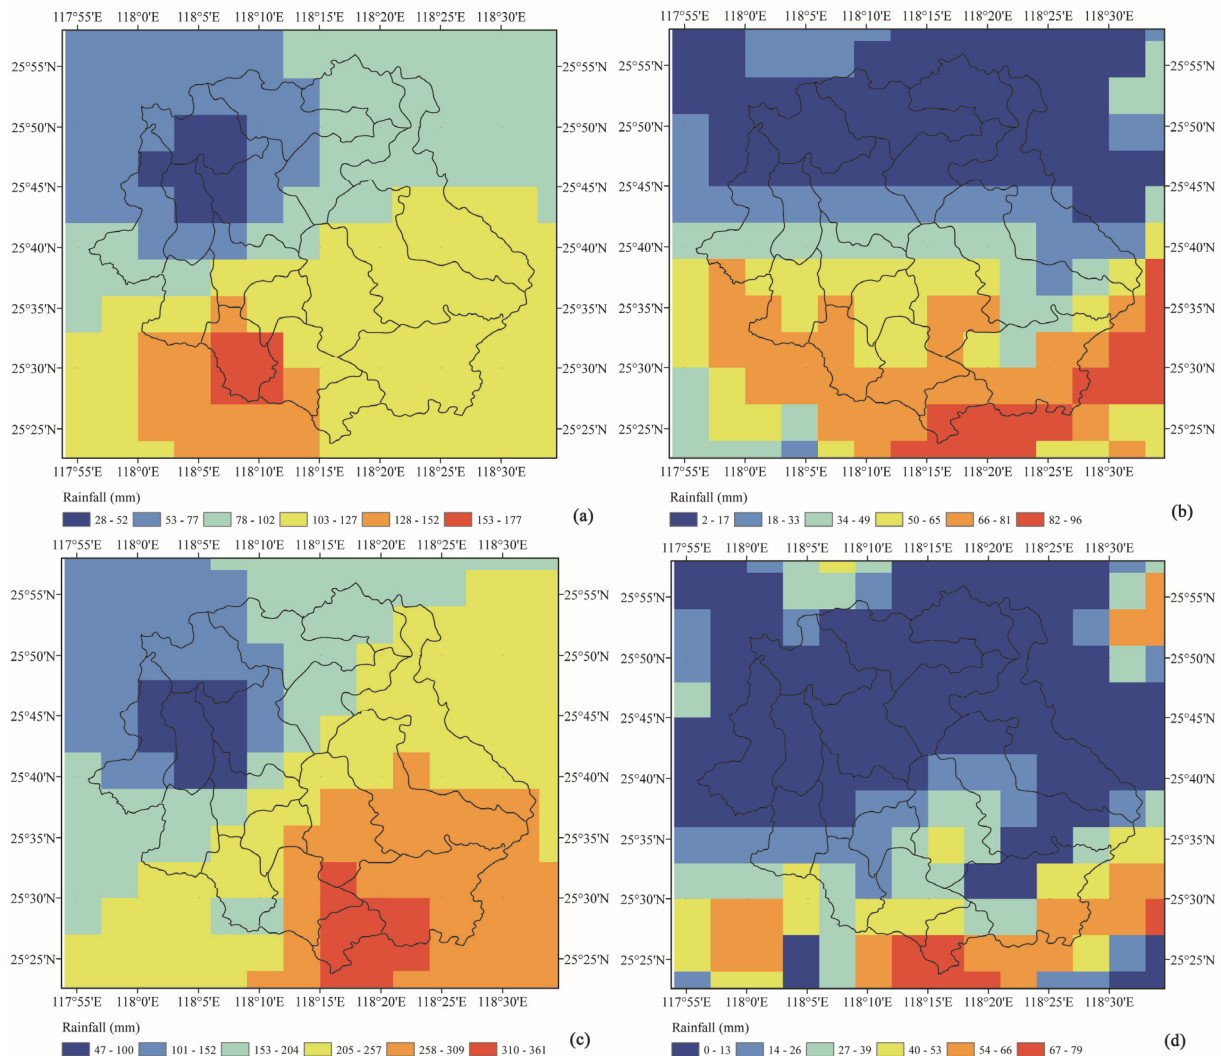 117°55'E 118°0'E 118°5'E 118°10'E 118°15'E 118°20'E 118°25'E 118°30'E
25°55'N 25°55'N
25°50'N 25°50'N
25°45'N 25°45'N
25°40'N 25°40'N
25°35'N 25°35'N
25°30'N 25°30'N
25°25'N 25°25'N
117°55'E 118°0'E 118°5'E 118°10'E 118°15'E 118°20'E 118°25'E 118°30'E
Rainfall (mm)
28 - 52 53 - 77 78 - 102 103 - 127 128 - 152 153 - 177
(a)
117°55'E 118°0'E 118°5'E 118°10'E 118°15'E 118°20'E 118°25'E 118°30'E
25°55'N 25°55'N
25°50'N 25°50'N
25°45'N 25°45'N
25°40'N 25°40'N
25°35'N 25°35'N
25°30'N 25°30'N
25°25'N 25°25'N
117°55'E 118°0'E 118°5'E 118°10'E 118°15'E 118°20'E 118°25'E 118°30'E
Rainfall (mm)
2 - 17 18 - 33 34 - 49 50 - 65 66 - 81 82 - 96
(b)
117°55'E 118°0'E 118°5'E 118°10'E 118°15'E 118°20'E 118°25'E 118°30'E
25°55'N 25°55'N
25°50'N 25°50'N
25°45'N 25°45'N
25°40'N 25°40'N
25°35'N 25°35'N
25°30'N 25°30'N
25°25'N 25°25'N
117°55'E 118°0'E 118°5'E 118°10'E 118°15'E 118°20'E 118°25'E 118°30'E
Rainfall (mm)
47 - 100 101 - 152 153 - 204 205 - 257 258 - 309 310 - 361
(c)
117°55'E 118°0'E 118°5'E 118°10'E 118°15'E 118°20'E 118°25'E 118°30'E
25°55'N 25°55'N
25°50'N 25°50'N
25°45'N 25°45'N
25°40'N 25°40'N
25°35'N 25°35'N
25°30'N 25°30'N
25°25'N 25°25'N
117°55'E 118°0'E 118°5'E 118°10'E 118°15'E 118°20'E 118°25'E 118°30'E
Rainfall (mm)
0 - 13 14 - 26 27 - 39 40 - 53 54 - 66 67 - 79
(d)